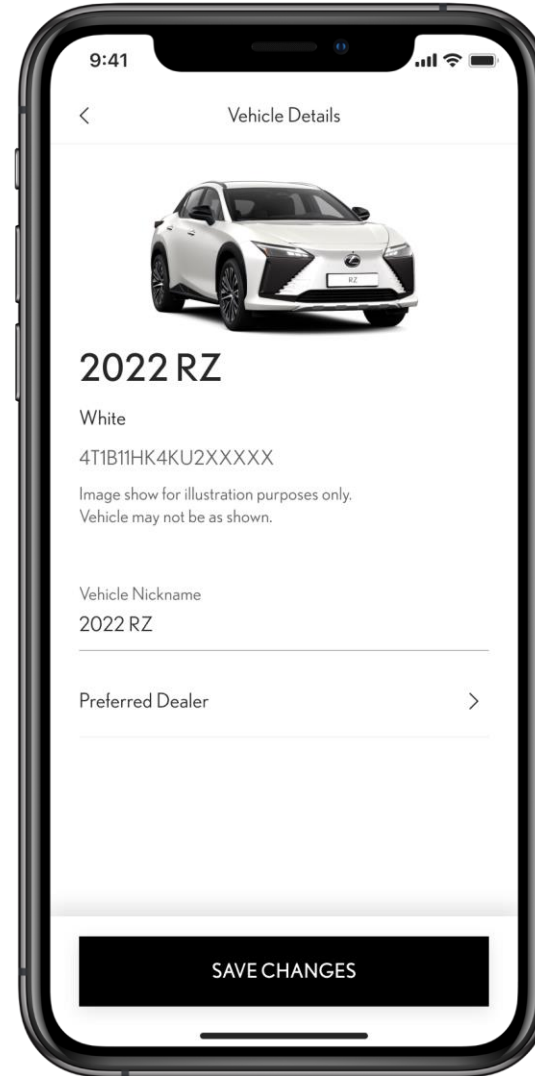 9:41
Vehicle Details
RZ
2022 RZ
White
4T1B11HK4KU2XXXXX
Image show for illustration purposes only.
Vehicle may not be as shown.
Vehicle Nickname
2022 RZ
Preferred Dealer
SAVE CHANGES